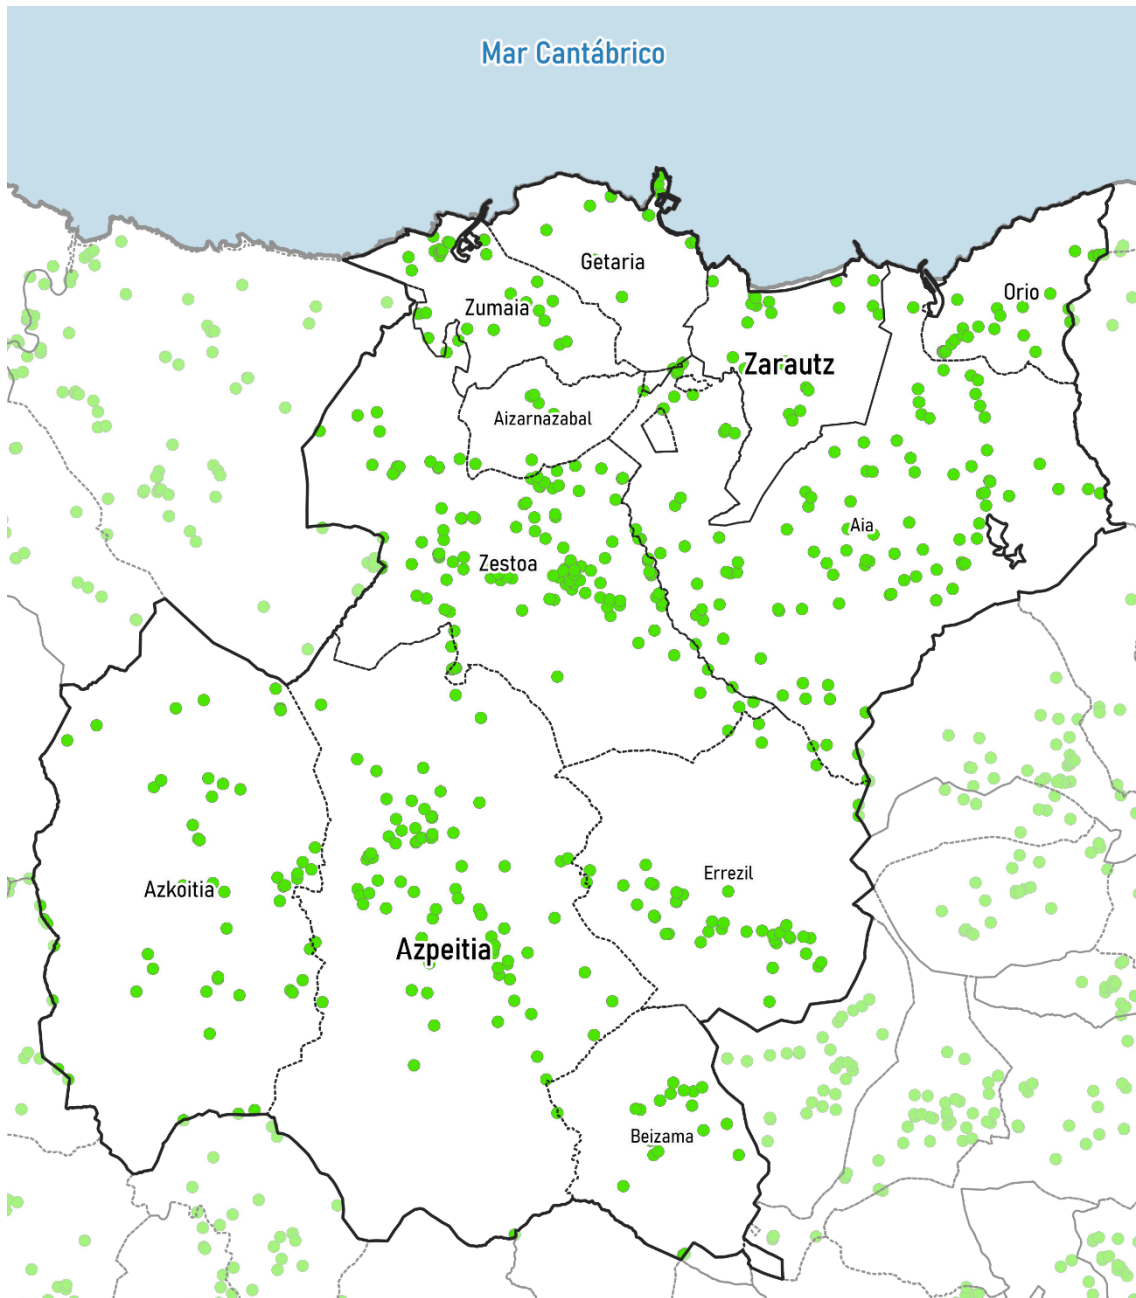 Mar Cantábrico
Getaria
Orio
Zumaia
Zarautz
Aizarnazabal
Aia
Zestoa
Errezil
Azkoitia
Azpeitia
Beizama